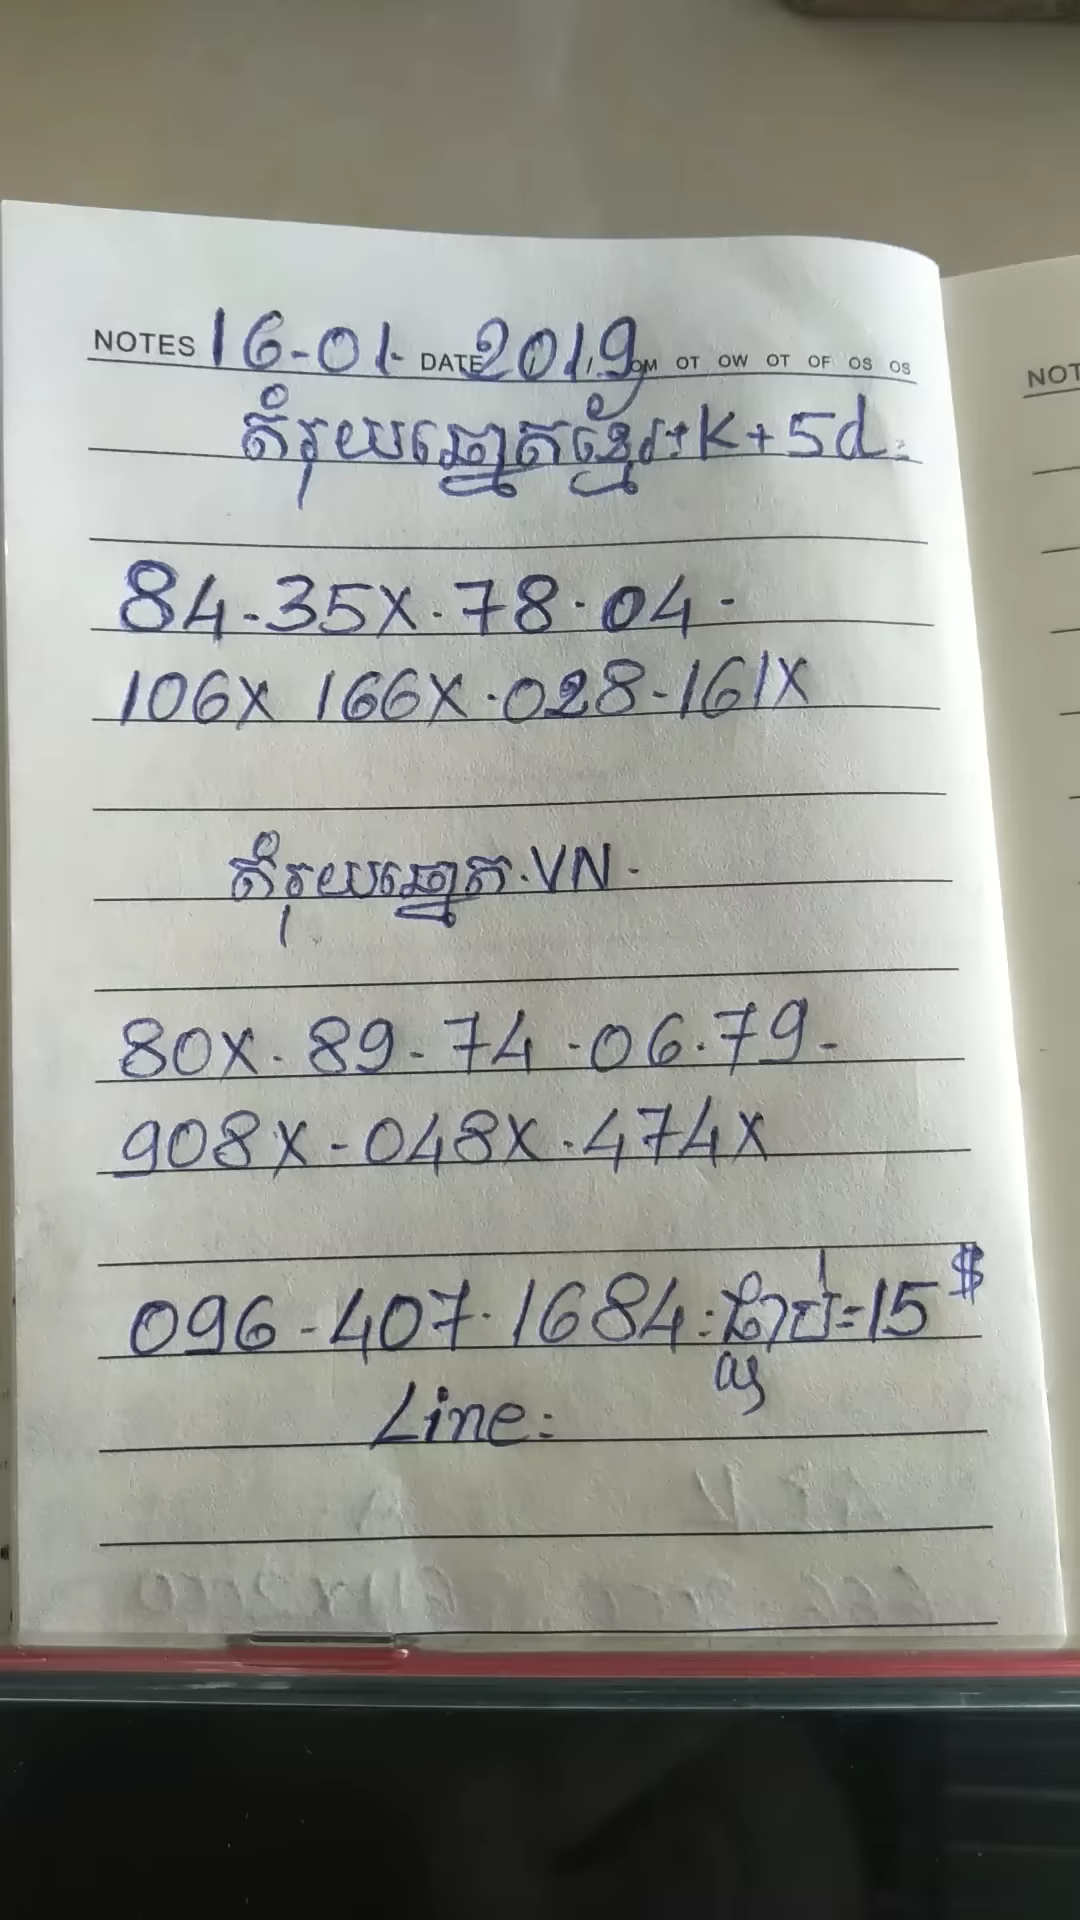 NOTES 16-01- DATE 2019 OM OT OW OT OF OS OS
តំរុយឆ្នោតខ្មែរ+K+5d=
84-35X.78.04-
106X 166X.028-161X
តំរុយឆ្នោត.VN.
80X.89-74.06.79-
908X-048X.474X
096-407.1684:
=15$
Line:
NOT